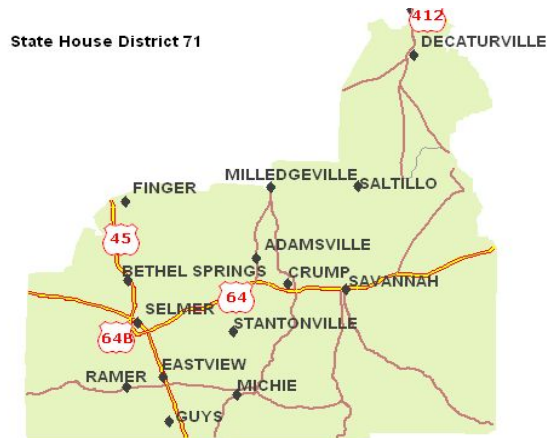 412
State House District 71
DECATURVILLE
MILLEDGEVILLE
SALTILLO
FINGER
45
ADAMSVILLE
BETHEL SPRINGS
CRUMP
SAVANNAH
64
SELMER
STANTONVILLE
64B
EASTVIEW
RAMER
MICHIE
GUYS